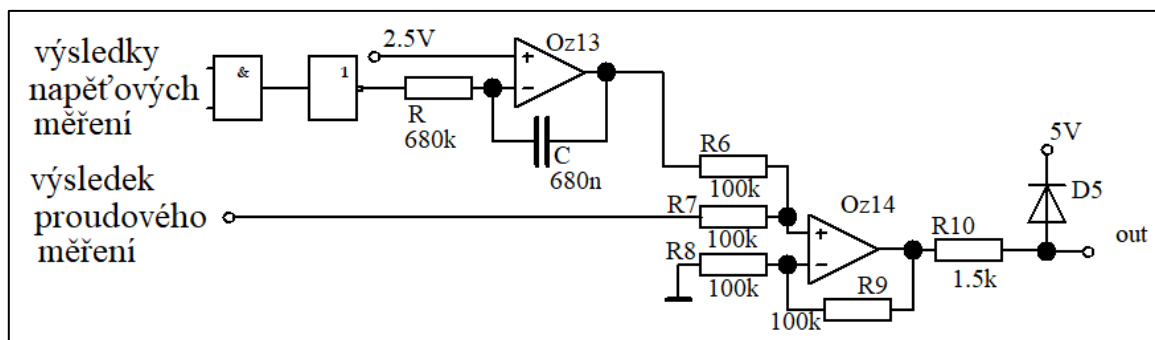 výsledky
napěťových
měření
&
1
2.5V
Oz13
+
−
R
680k
C
680n
výsledek
proudového
měření
R6
100k
R7
100k
R8
100k
Oz14
+
−
R9
100k
R10
1.5k
5V
D5
out